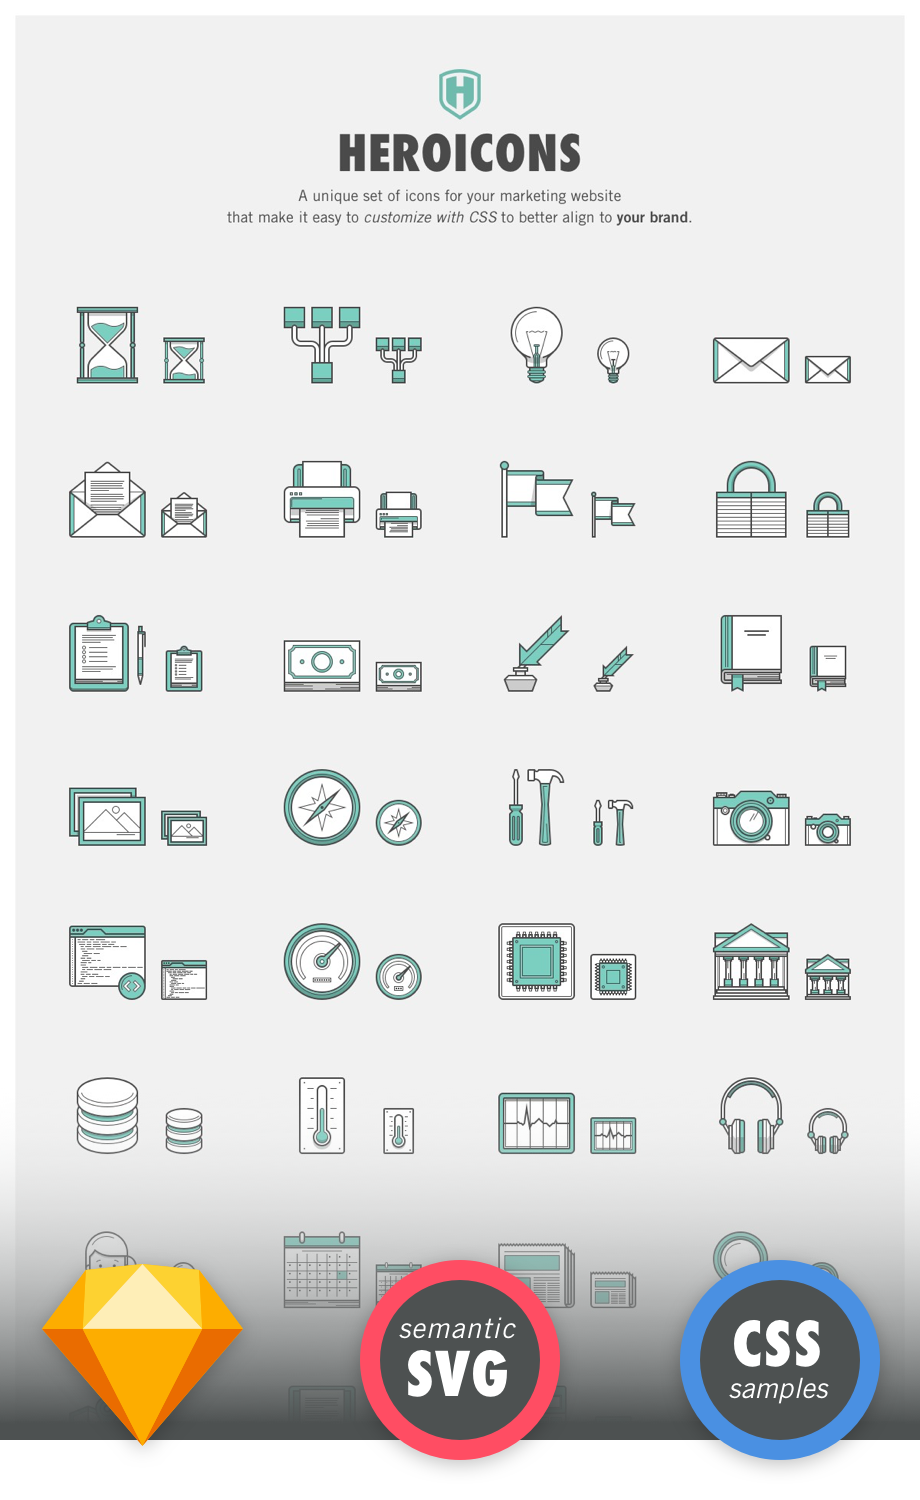 H
HEROICONS
A unique set of icons for your marketing website
that make it easy to customize with CSS to better align to your brand.
semantic
SVG
CSS
samples